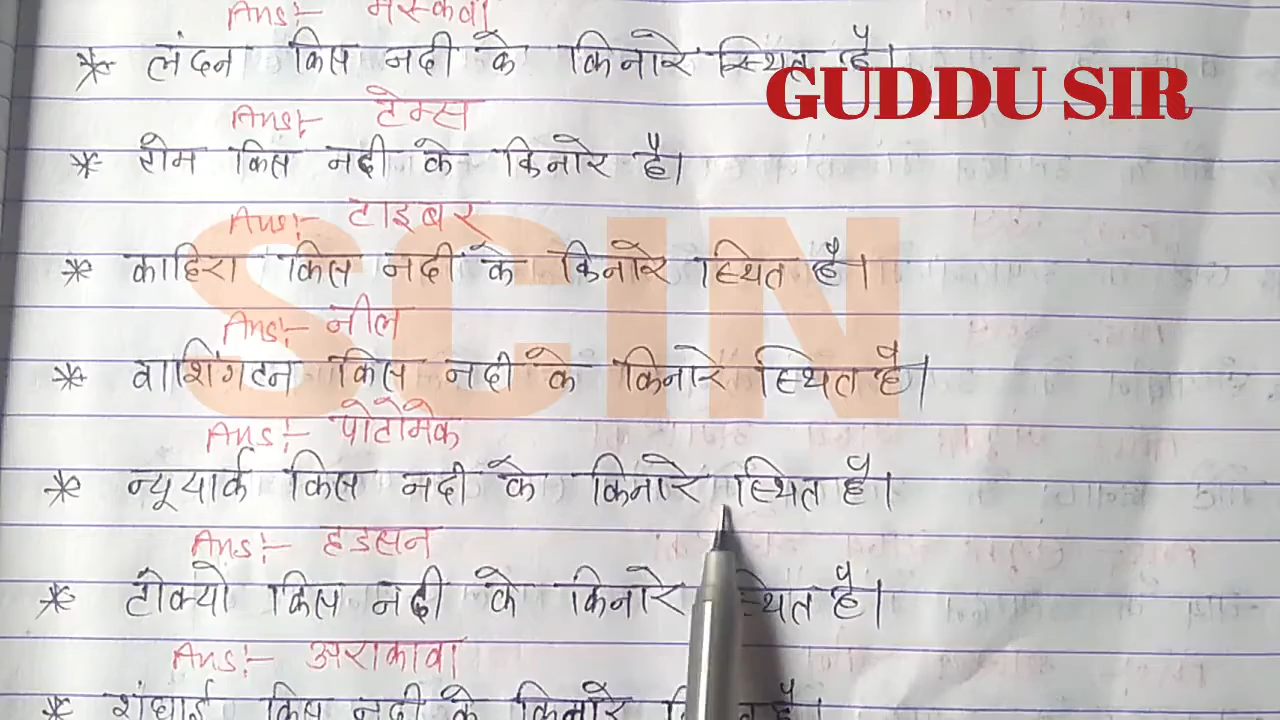 Ans:- मस्कवा
* लंदन किस नदी के किनारे स्थित है।
GUDDU SIR
Ans:- टेम्स
* रोम किस नदी के किनारे है।
Ans:- टाइबर
* काहिरा किस नदी के किनारे स्थित है।
Ans:- नील
* वाशिंगटन किस नदी के किनारे स्थित है।
Ans:- पोटोमेक
* न्यूयार्क किस नदी के किनारे स्थित है।
Ans:- हडसन
* टोक्यो किस नदी के किनारे स्थित है।
Ans:- अराकावा
* शंघाई किस नदी के किनारे है।
SCIN